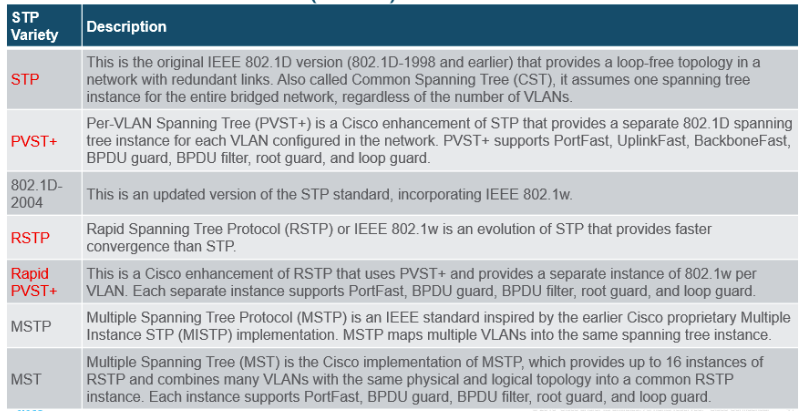 STP
Variety
Description
STP
This is the original IEEE 802.1D version (802.1D-1998 and earlier) that provides a loop-free topology in a
network with redundant links. Also called Common Spanning Tree (CST), it assumes one spanning tree
instance for the entire bridged network, regardless of the number of VLANs.
PVST+
Per-VLAN Spanning Tree (PVST+) is a Cisco enhancement of STP that provides a separate 802.1D spanning
tree instance for each VLAN configured in the network. PVST+ supports PortFast, UplinkFast, BackboneFast,
BPDU guard, BPDU filter, root guard, and loop guard.
802.1D-
2004
This is an updated version of the STP standard, incorporating IEEE 802.1w.
RSTP
Rapid Spanning Tree Protocol (RSTP) or IEEE 802.1w is an evolution of STP that provides faster
convergence than STP.
Rapid
PVST+
This is a Cisco enhancement of RSTP that uses PVST+ and provides a separate instance of 802.1w per
VLAN. Each separate instance supports PortFast, BPDU guard, BPDU filter, root guard, and loop guard.
MSTP
Multiple Spanning Tree Protocol (MSTP) is an IEEE standard inspired by the earlier Cisco proprietary Multiple
Instance STP (MISTP) implementation. MSTP maps multiple VLANs into the same spanning tree instance.
MST
Multiple Spanning Tree (MST) is the Cisco implementation of MSTP, which provides up to 16 instances of
RSTP and combines many VLANs with the same physical and logical topology into a common RSTP
instance. Each instance supports PortFast, BPDU guard, BPDU filter, root guard, and loop guard.